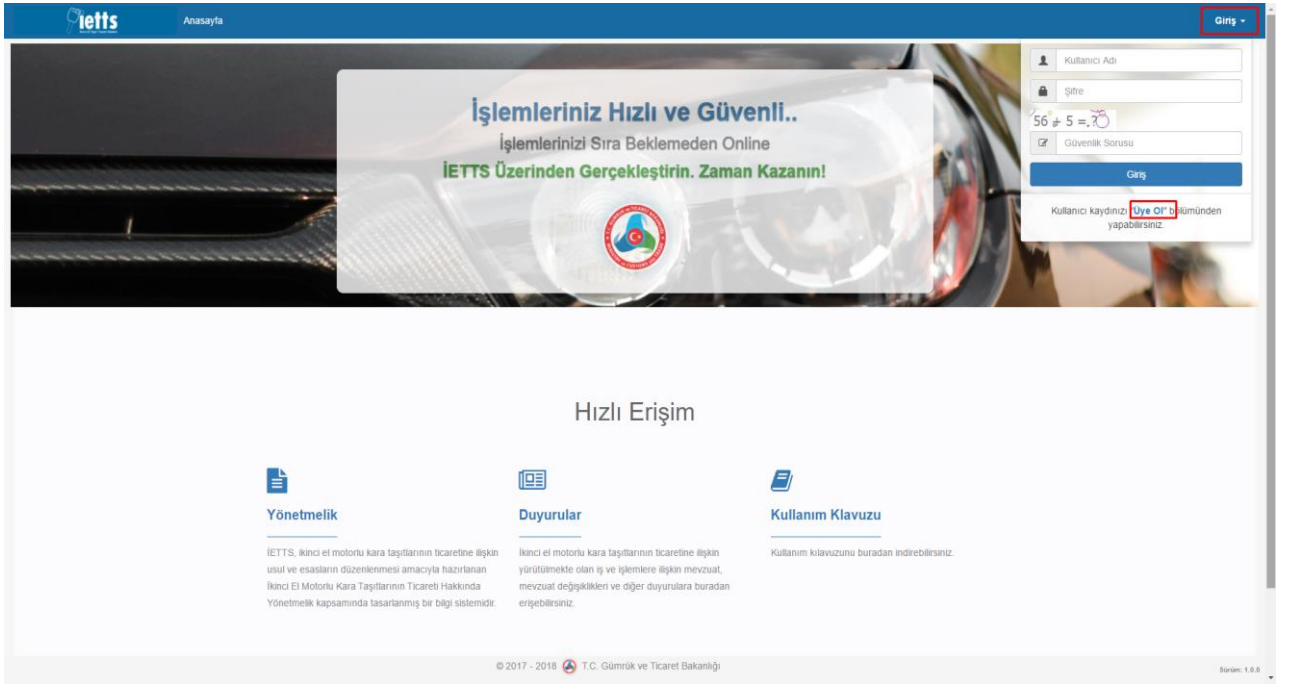 ietts
Anasayfa
Giriş
Kullanıcı Adı
Şifre
56 + 5 = ?
Güvenlik Sorusu
Giriş
Kullanıcı kaydınızı "Üye Ol" bölümünden
yapabilirsiniz.
İşlemleriniz Hızlı ve Güvenli..
İşlemlerinizi Sıra Beklemeden Online
İETTS Üzerinden Gerçekleştirin. Zaman Kazanın!
Hızlı Erişim
Yönetmelik
İETTS, ikinci el motorlu kara taşıtlarının ticaretine ilişkin
usul ve esasların düzenlenmesi amacıyla hazırlanan
İkinci El Motorlu Kara Taşıtlarının Ticareti Hakkında
Yönetmelik kapsamında tasarlanmış bir bilgi sistemidir.
Duyurular
İkinci el motorlu kara taşıtlarının ticaretine ilişkin
yürütülmekte olan iş ve işlemlere ilişkin mevzuat,
mevzuat değişiklikleri ve diğer duyurulara buradan
erişebilirsiniz.
Kullanım Klavuzu
Kullanım kılavuzunu buradan indirebilirsiniz.
© 2017 - 2018 T.C. Gümrük ve Ticaret Bakanlığı
Sürüm: 1.0.0